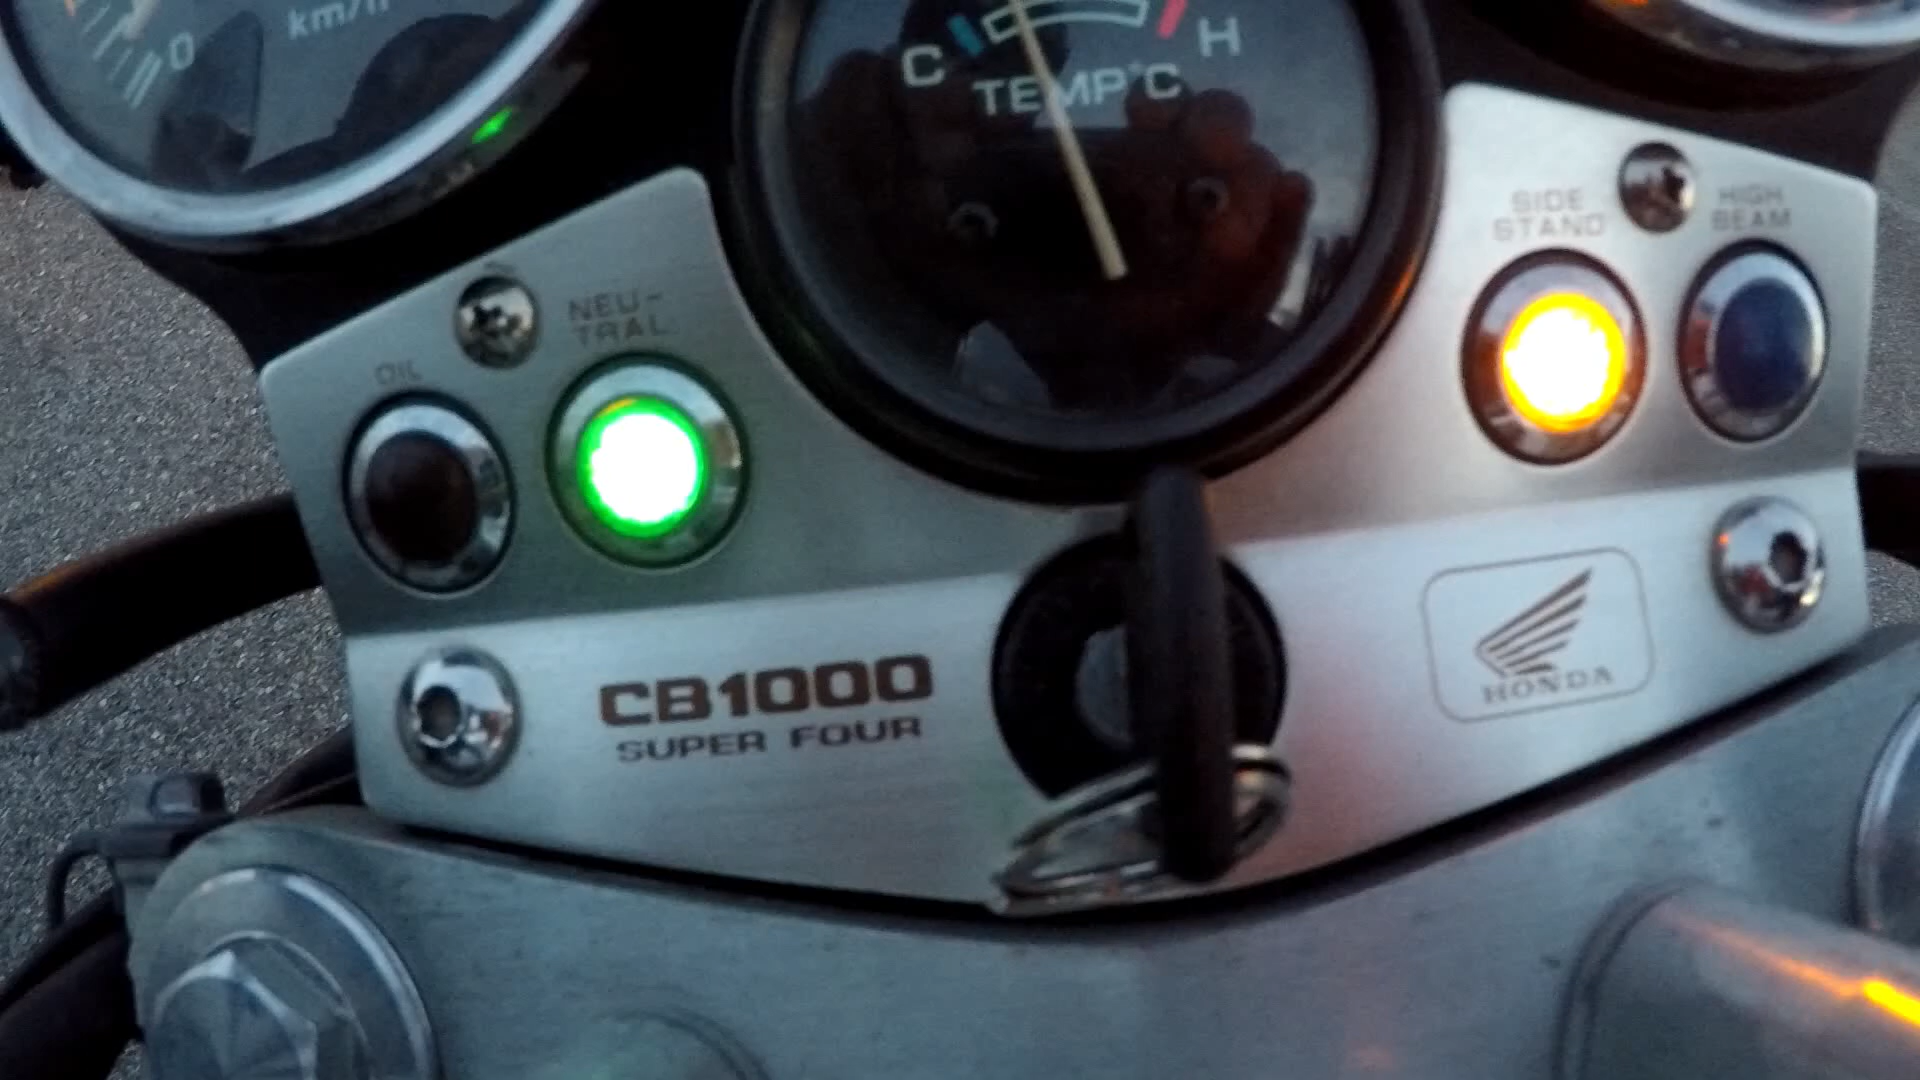 0
km/h
C
H
TEMP°C
SIDE
STAND
HIGH
BEAM
NEU-
TRAL
OIL
CB1000
SUPER FOUR
HONDA